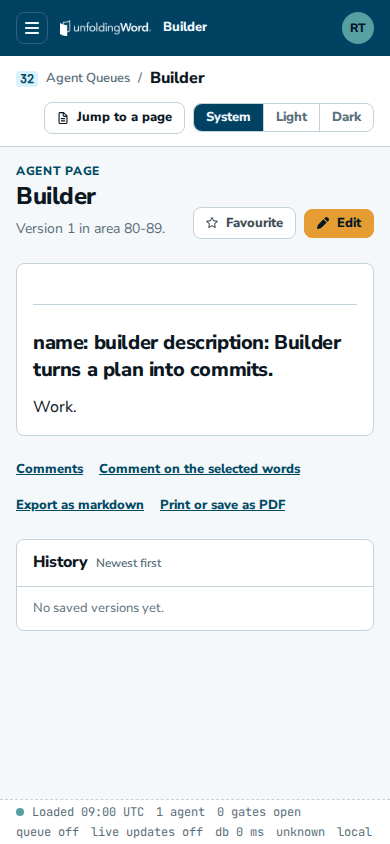 unfoldingWord. Builder RT
32 Agent Queues / Builder
Jump to a page System Light Dark
AGENT PAGE
Builder
Version 1 in area 80-89. Favourite Edit
name: builder description: Builder
turns a plan into commits.
Work.
Comments Comment on the selected words
Export as markdown Print or save as PDF
History Newest first
No saved versions yet.
Loaded 09:00 UTC 1 agent 0 gates open
queue off live updates off db 0 ms unknown local